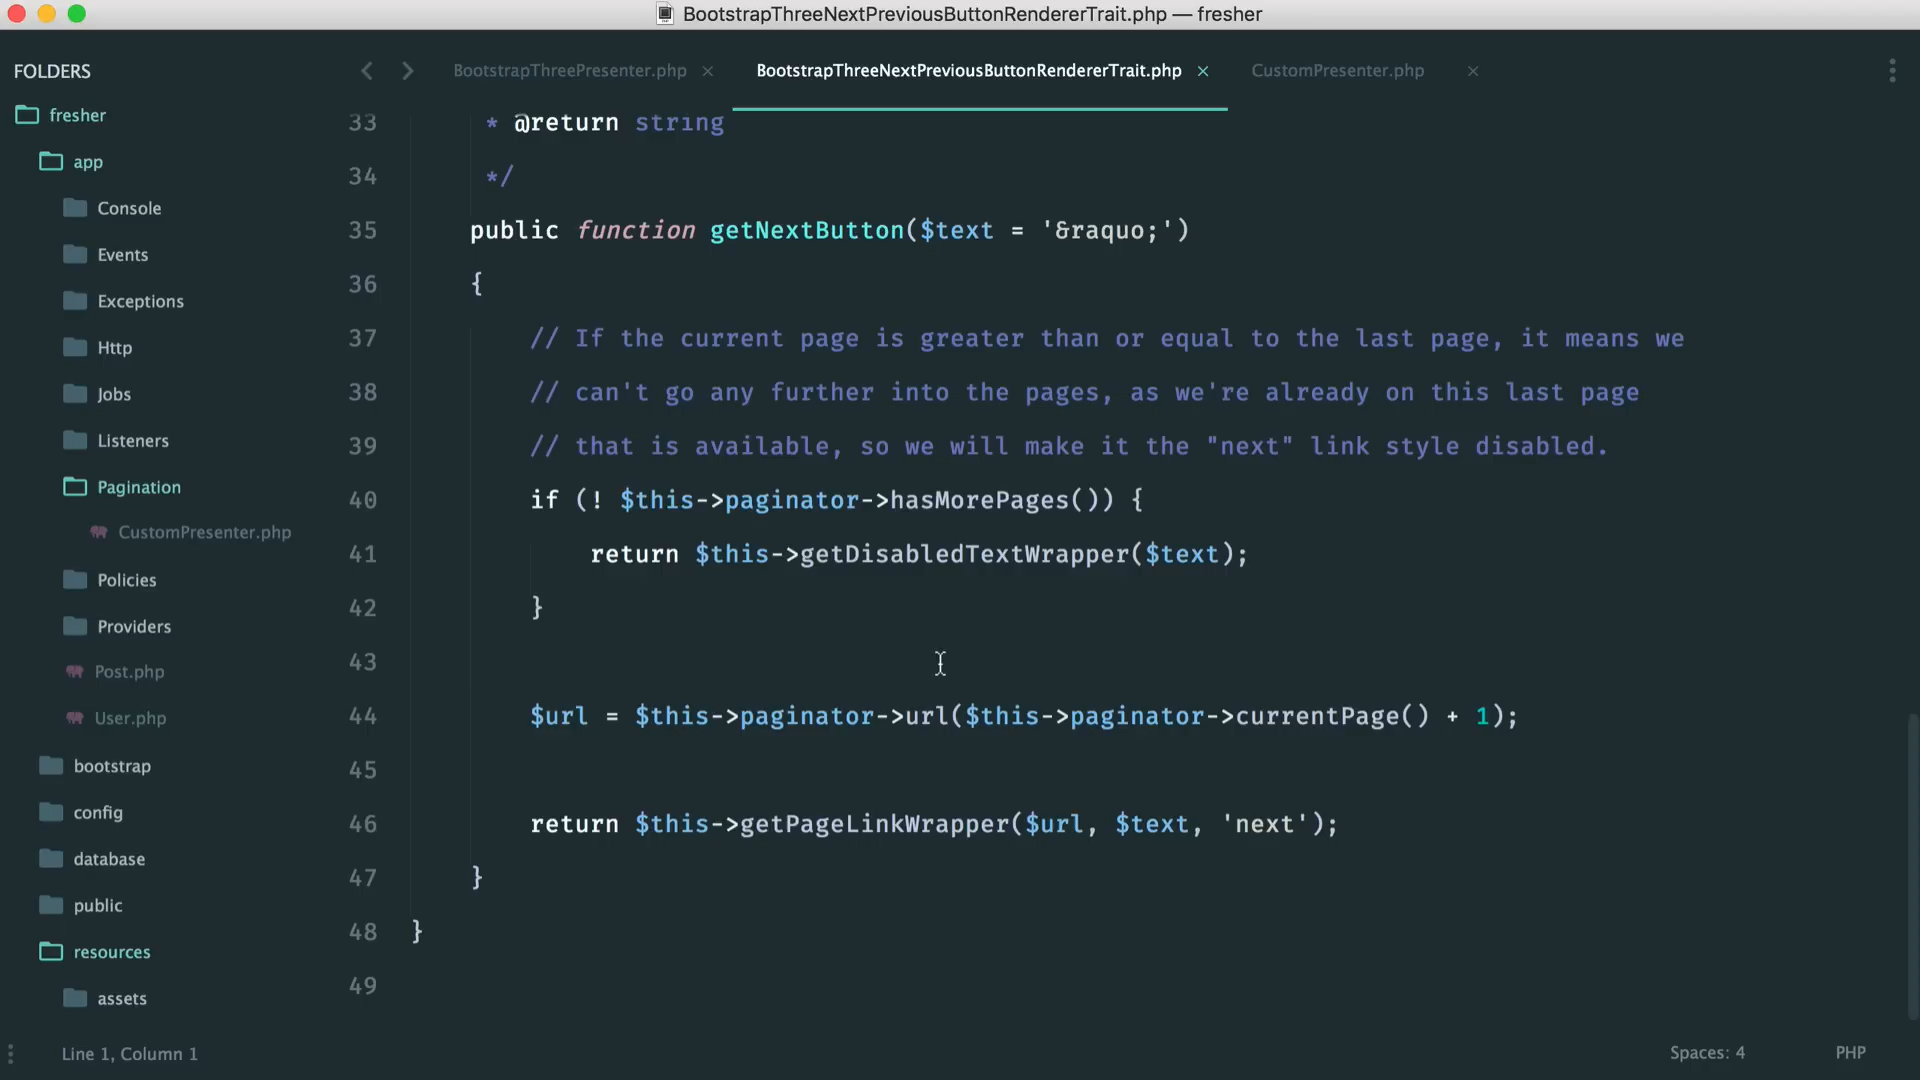 BootstrapThreeNextPreviousButtonRendererTrait.php — fresher
FOLDERS
fresher
app
Console
Events
Exceptions
Http
Jobs
Listeners
Pagination
CustomPresenter.php
Policies
Providers
Post.php
User.php
bootstrap
config
database
public
resources
assets
BootstrapThreePresenter.php ×
BootstrapThreeNextPreviousButtonRendererTrait.php ×
CustomPresenter.php ×
33 * @return string
34 */
35 public function getNextButton($text = '&raquo;')
36 {
37 // If the current page is greater than or equal to the last page, it means we
38 // can't go any further into the pages, as we're already on this last page
39 // that is available, so we will make it the "next" link style disabled.
40 if (! $this->paginator->hasMorePages()) {
41 return $this->getDisabledTextWrapper($text);
42 }
43
44 $url = $this->paginator->url($this->paginator->currentPage() + 1);
45
46 return $this->getPageLinkWrapper($url, $text, 'next');
47 }
48 }
49
Line 1, Column 1
Spaces: 4
PHP